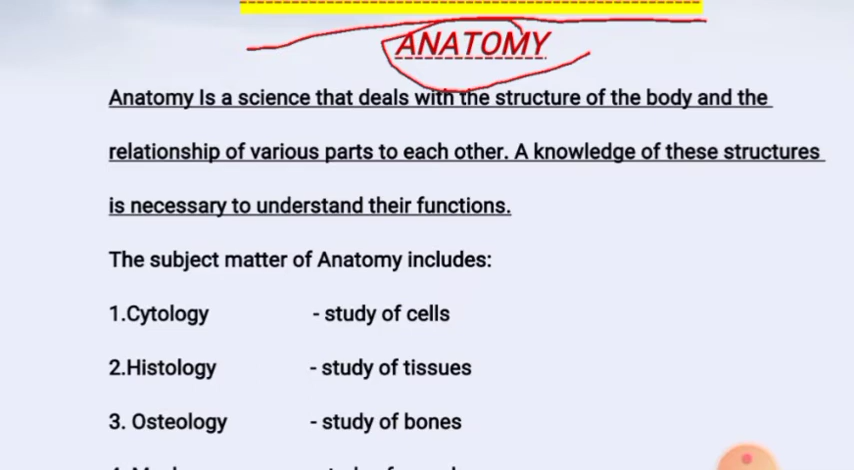 ANATOMY
Anatomy Is a science that deals with the structure of the body and the
relationship of various parts to each other. A knowledge of these structures
is necessary to understand their functions.
The subject matter of Anatomy includes:
1.Cytology - study of cells
2.Histology - study of tissues
3. Osteology - study of bones